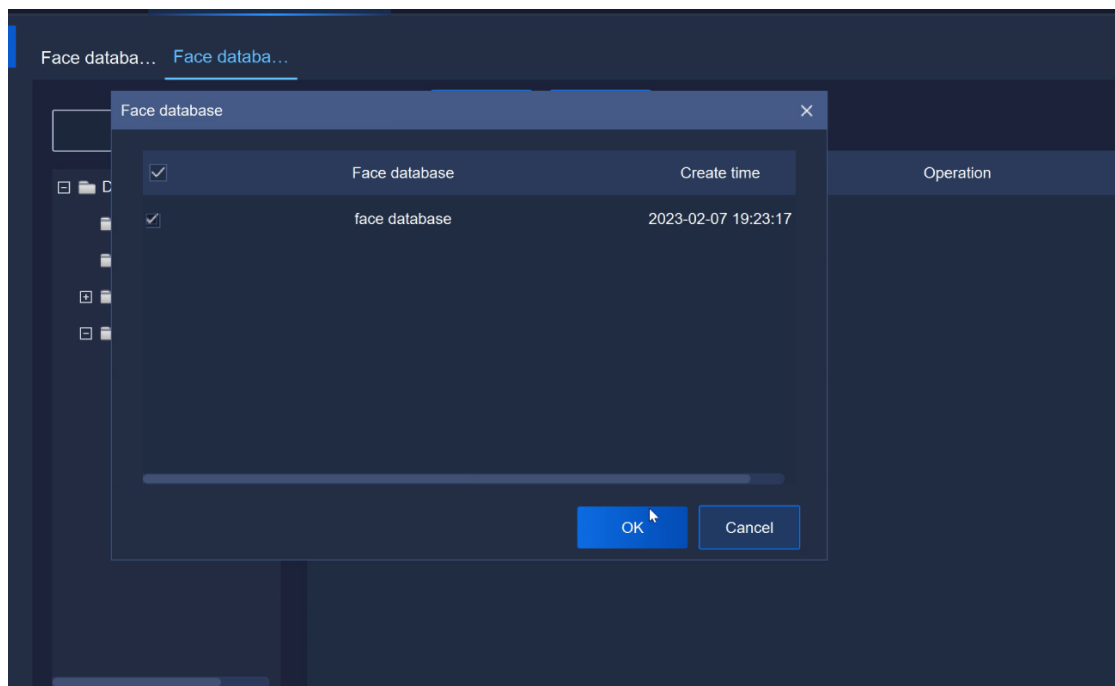 Face databa… Face databa…
Face database
Face database Create time Operation
D
face database 2023-02-07 19:23:17
OK Cancel